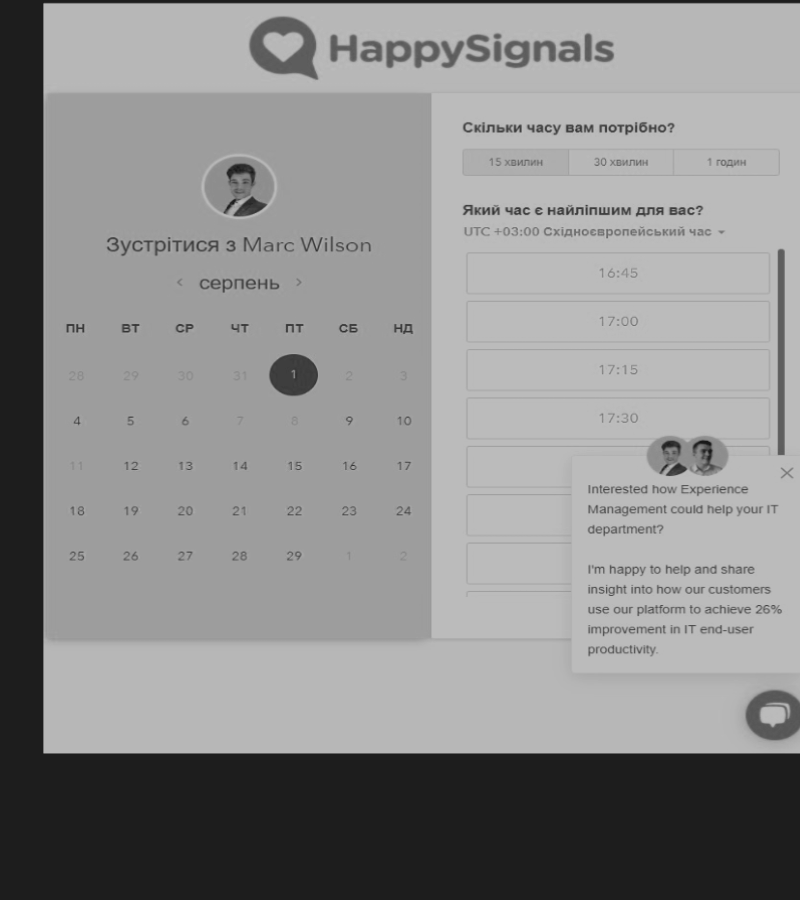 HappySignals
Зустрітися з Marc Wilson
серпень
ПН ВТ СР ЧТ ПТ СБ НД
28 29 30 31 1 2 3
4 5 6 7 8 9 10
11 12 13 14 15 16 17
18 19 20 21 22 23 24
25 26 27 28 29 1 2
Скільки часу вам потрібно?
15 хвилин 30 хвилин 1 годин
Який час є найліпшим для вас?
UTC +03:00 Східноєвропейський час
16:45
17:00
17:15
17:30
Interested how Experience
Management could help your IT
department?
I'm happy to help and share
insight into how our customers
use our platform to achieve 26%
improvement in IT end-user
productivity.